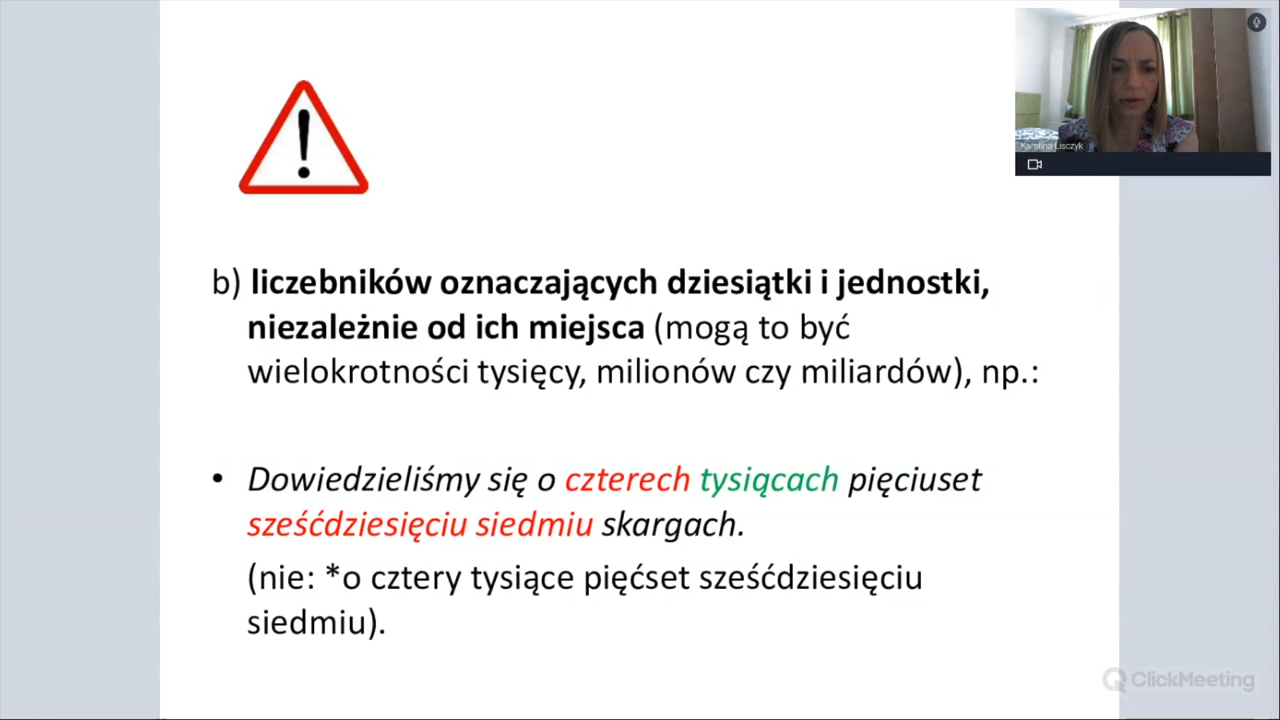 Karolina Lisczyk
b) liczebników oznaczających dziesiątki i jednostki,
niezależnie od ich miejsca (mogą to być
wielokrotności tysięcy, milionów czy miliardów), np.:
• Dowiedzieliśmy się o czterech tysiącach pięciuset
sześćdziesięciu siedmiu skargach.
(nie: *o cztery tysiące pięćset sześćdziesięciu
siedmiu).
ClickMeeting